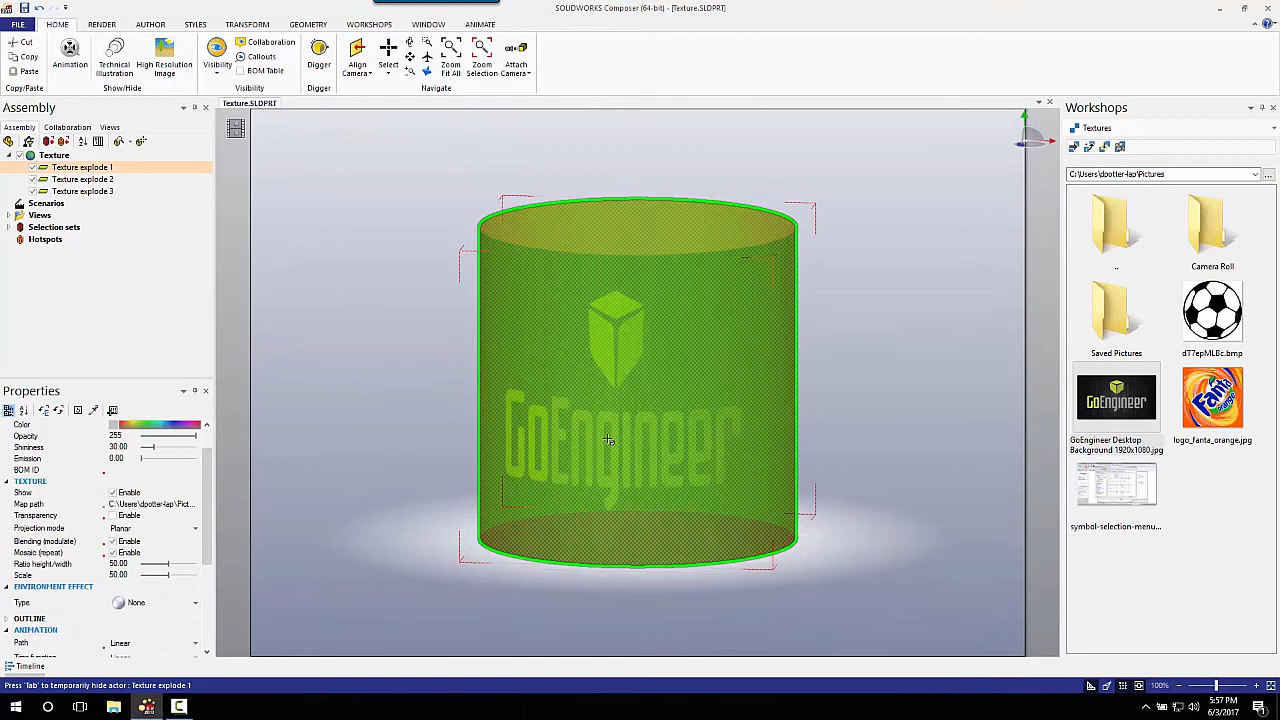 SOLIDWORKS Composer (64-bit) - [Texture.SLDPRT]
FILE HOME RENDER AUTHOR STYLES TRANSFORM GEOMETRY WORKSHOPS WINDOW ANIMATE
Cut
Copy
Paste
Animation
Technical Illustration
High Resolution Image
Visibility
Collaboration
Callouts
BOM Table
Digger
Align Camera
Select
Zoom Fit All
Zoom Selection
Attach Camera
Copy/Paste Show/Hide Visibility Digger Navigate
Assembly
Assembly Collaboration Views
Texture
Texture explode 1
Texture explode 2
Texture explode 3
Scenarios
Views
Selection sets
Hotspots
Properties
Color
Opacity 255
Shininess 30.00
Emission 0.00
BOM ID
TEXTURE
Show Enable
Map path C:\Users\dpotter-lap\Pict...
Transparency Enable
Projection mode Planar
Blending (modulate) Enable
Mosaic (repeat) Enable
Ratio height/width 50.00
Scale 50.00
ENVIRONMENT EFFECT
Type None
OUTLINE
ANIMATION
Path Linear
Timeline
Texture.SLDPRT
GoEngineer
Workshops
Textures
C:\Users\dpotter-lap\Pictures
..
Camera Roll
Saved Pictures
dT7epMLBc.bmp
GoEngineer
Fanta
GoEngineer Desktop Background 1920x1080.jpg
logo_fanta_orange.jpg
symbol-selection-menu...
Press 'Tab' to temporarily hide actor : Texture explode 1
100%
5:57 PM
6/3/2017